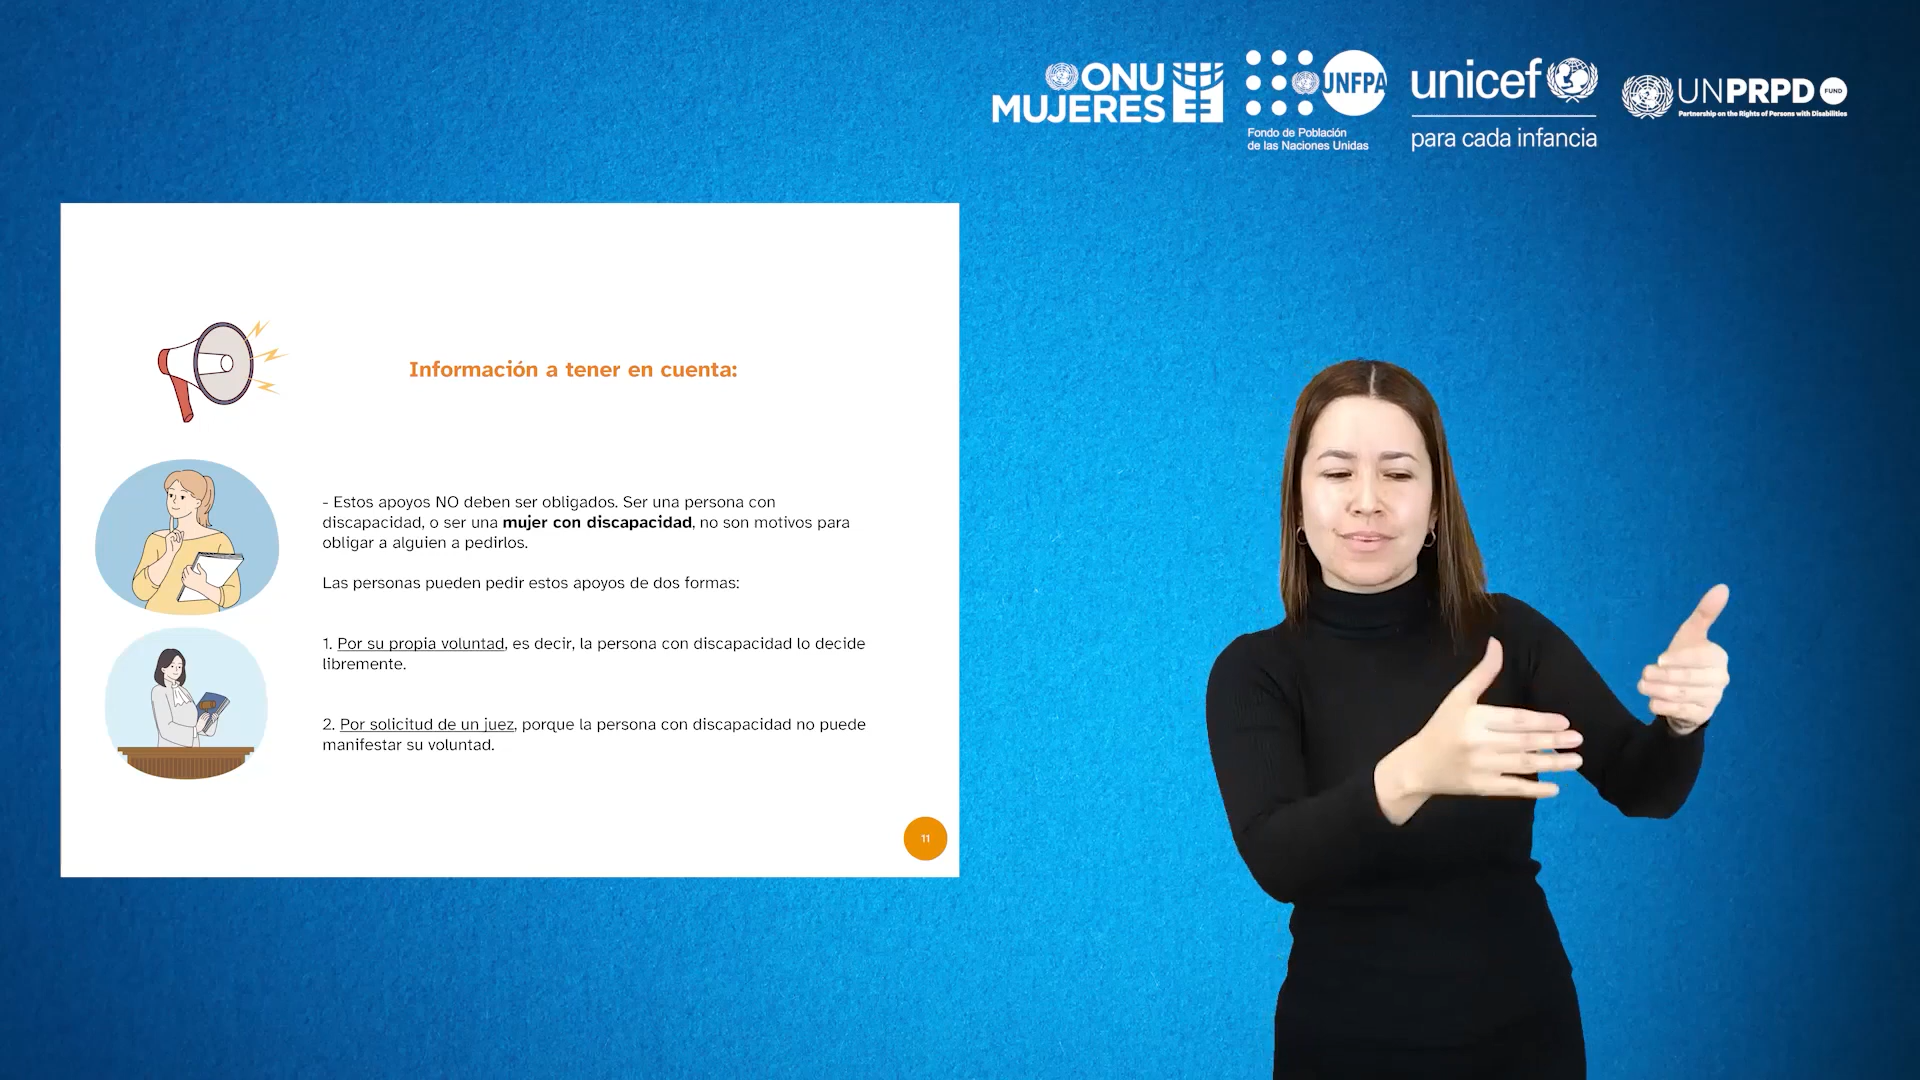 ONU
MUJERES
UNFPA
Fondo de Población
de las Naciones Unidas
unicef
para cada infancia
UNPRPD
FUND
Partnership on the Rights of Persons with Disabilities
Información a tener en cuenta:
- Estos apoyos NO deben ser obligados. Ser una persona con
discapacidad, o ser una mujer con discapacidad, no son motivos para
obligar a alguien a pedirlos.
Las personas pueden pedir estos apoyos de dos formas:
1. Por su propia voluntad, es decir, la persona con discapacidad lo decide
libremente.
2. Por solicitud de un juez, porque la persona con discapacidad no puede
manifestar su voluntad.
11